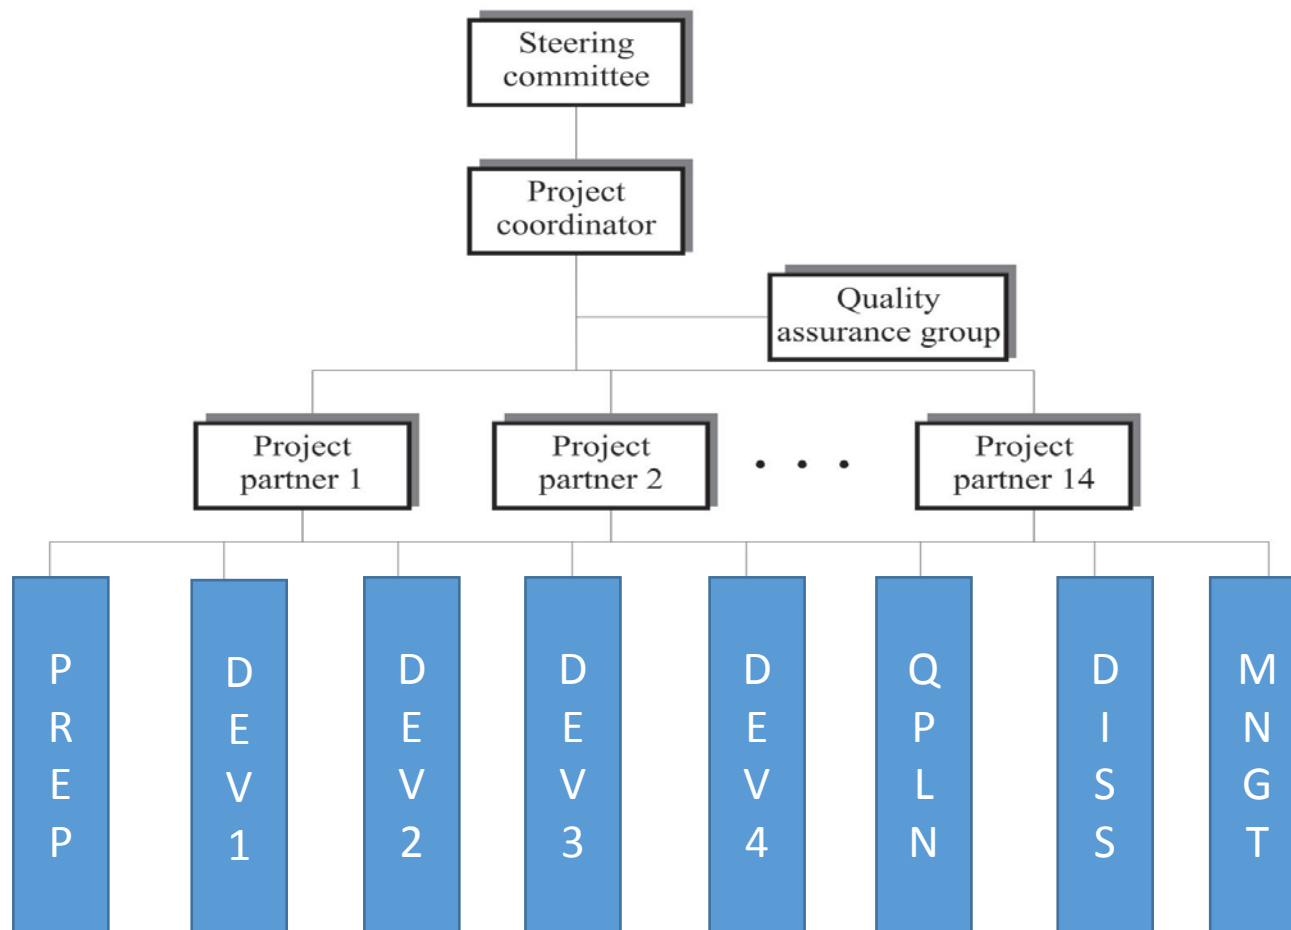 Steering
committee
Project
coordinator
Quality
assurance group
Project
partner 1
Project
partner 2
. . .
Project
partner 14
PREP
DEV1
DEV2
DEV3
DEV4
QPLN
DISS
MNGT